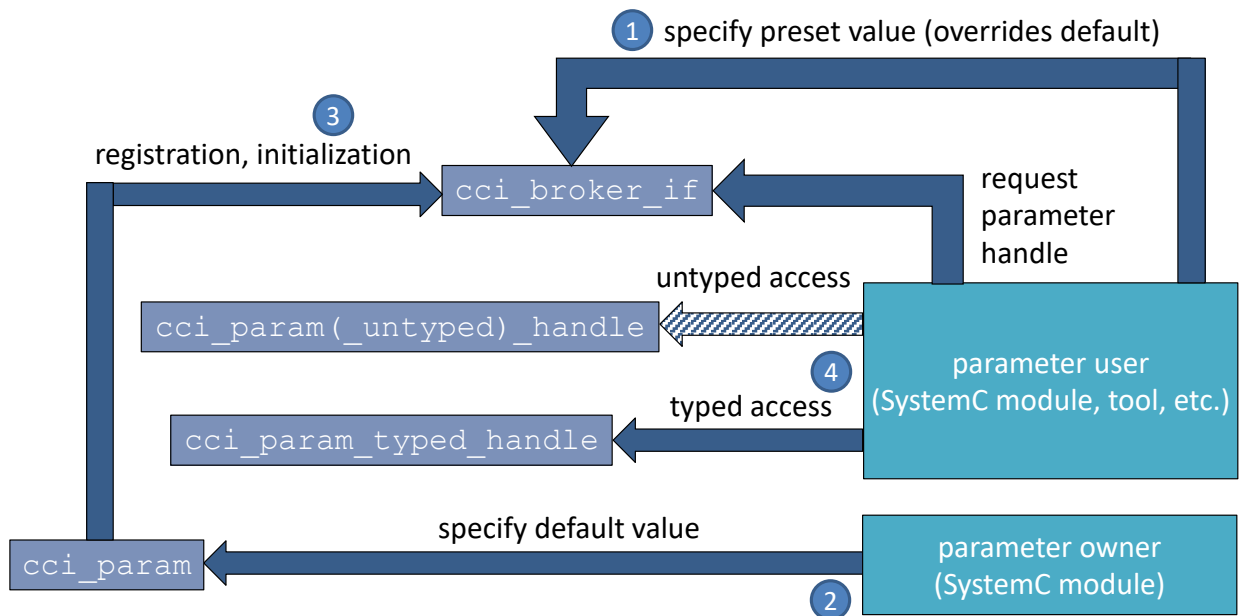 1 specify preset value (overrides default)
3
registration, initialization
cci_broker_if
request
parameter
handle
untyped access
cci_param(_untyped)_handle
4
parameter user
(SystemC module, tool, etc.)
typed access
cci_param_typed_handle
specify default value
cci_param
parameter owner
(SystemC module)
2